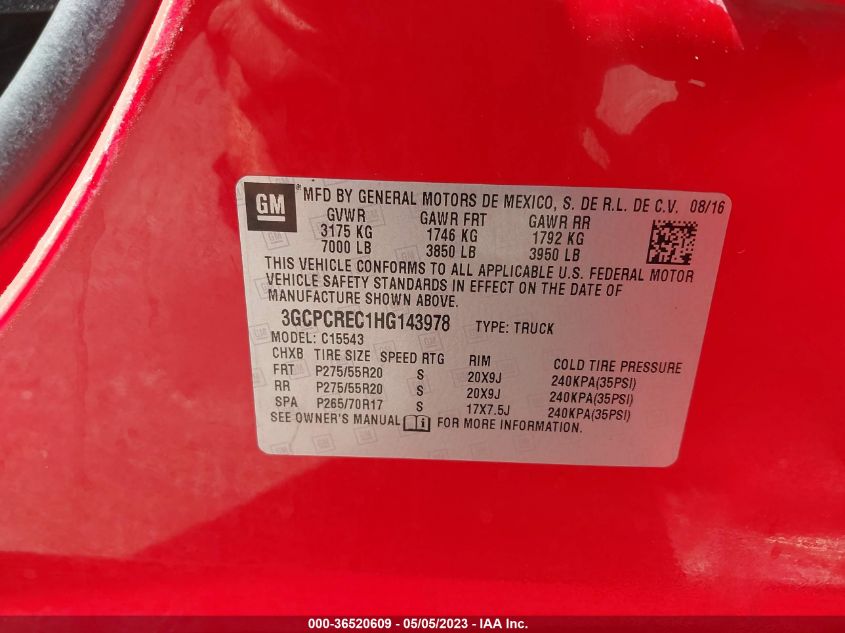 GM ® MFD BY GENERAL MOTORS DE MEXICO, S. DE R.L. DE C.V. 08/16
GVWR GAWR FRT GAWR RR
3175 KG 1746 KG 1792 KG
7000 LB 3850 LB 3950 LB
THIS VEHICLE CONFORMS TO ALL APPLICABLE U.S. FEDERAL MOTOR
VEHICLE SAFETY STANDARDS IN EFFECT ON THE DATE OF
MANUFACTURE SHOWN ABOVE.
3GCPCREC1HG143978 TYPE: TRUCK
MODEL: C15543
CHXB TIRE SIZE SPEED RTG RIM COLD TIRE PRESSURE
FRT P275/55R20 S 20X9J 240KPA(35PSI)
RR P275/55R20 S 20X9J 240KPA(35PSI)
SPA P265/70R17 S 17X7.5J 240KPA(35PSI)
SEE OWNER'S MANUAL FOR MORE INFORMATION.
000-36520609 - 05/05/2023 - IAA Inc.